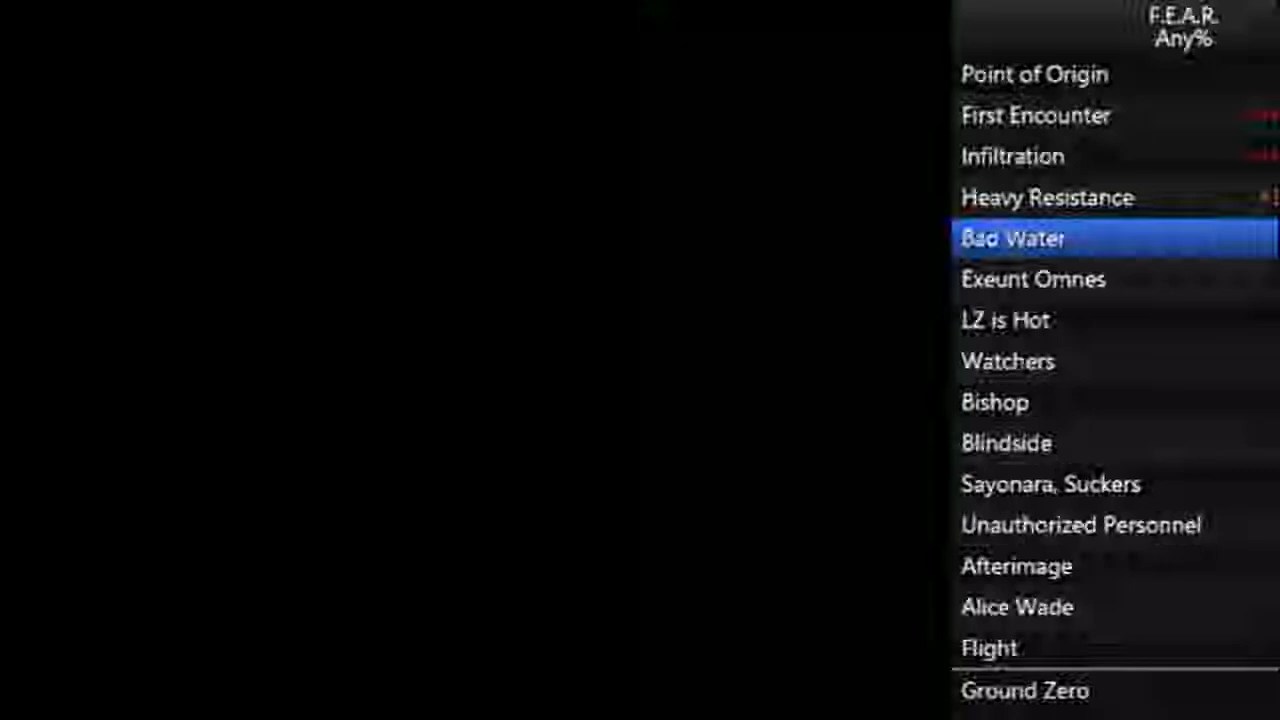 F.E.A.R.
Any%
Point of Origin
First Encounter
Infiltration
Heavy Resistance
Bad Water
Exeunt Omnes
LZ is Hot
Watchers
Bishop
Blindside
Sayonara, Suckers
Unauthorized Personnel
Afterimage
Alice Wade
Flight
Ground Zero